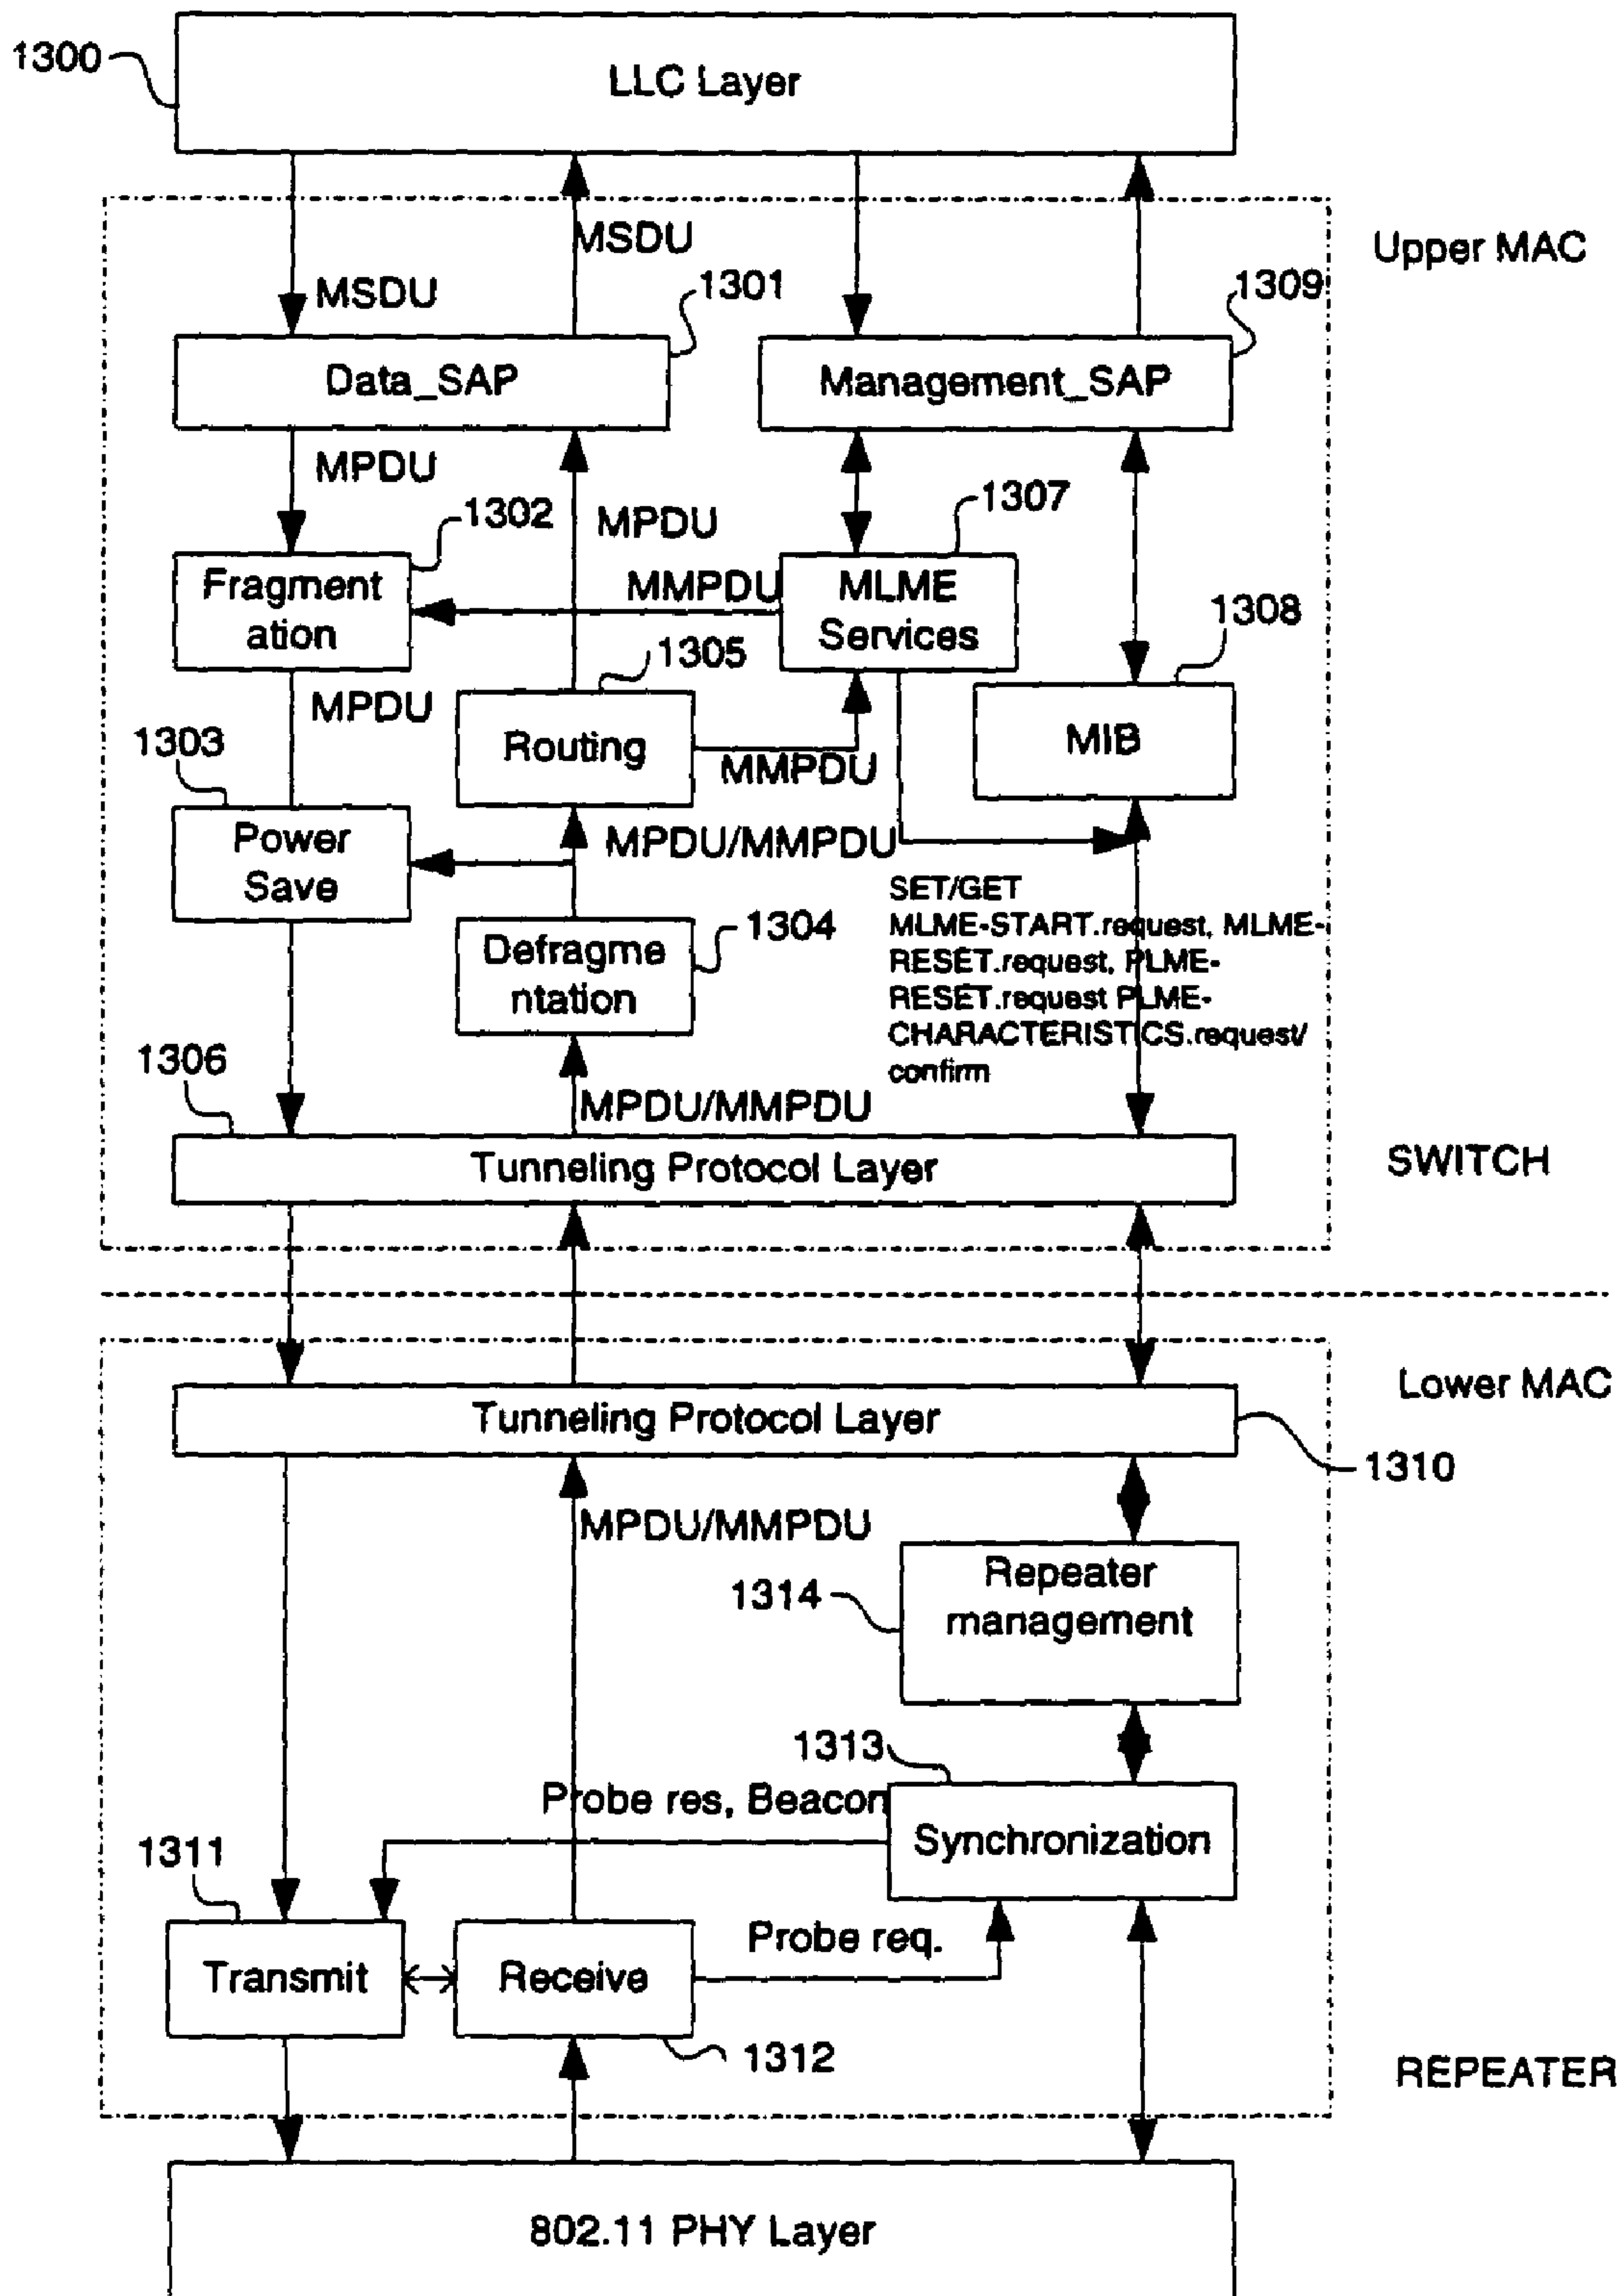 1300
LLC Layer
MSDU
Upper MAC
MSDU
1301
1309
Data_SAP
Management_SAP
MPDU
1302
MPDU
1307
Fragment
ation
MMPDU
MLME
Services
1308
1305
MPDU
1303
Routing
MMPDU
MIB
Power
Save
MPDU/MMPDU
SET/GET
MLME-START.request, MLME-
RESET.request, PLME-
RESET.request PLME-
CHARACTERISTICS.request/
confirm
Defragme
ntation
1304
1306
MPDU/MMPDU
Tunneling Protocol Layer
SWITCH
Lower MAC
Tunneling Protocol Layer
1310
MPDU/MMPDU
Repeater
management
1314
1313
Probe res, Beacon
Synchronization
1311
Probe req.
Transmit
Receive
1312
REPEATER
802.11 PHY Layer